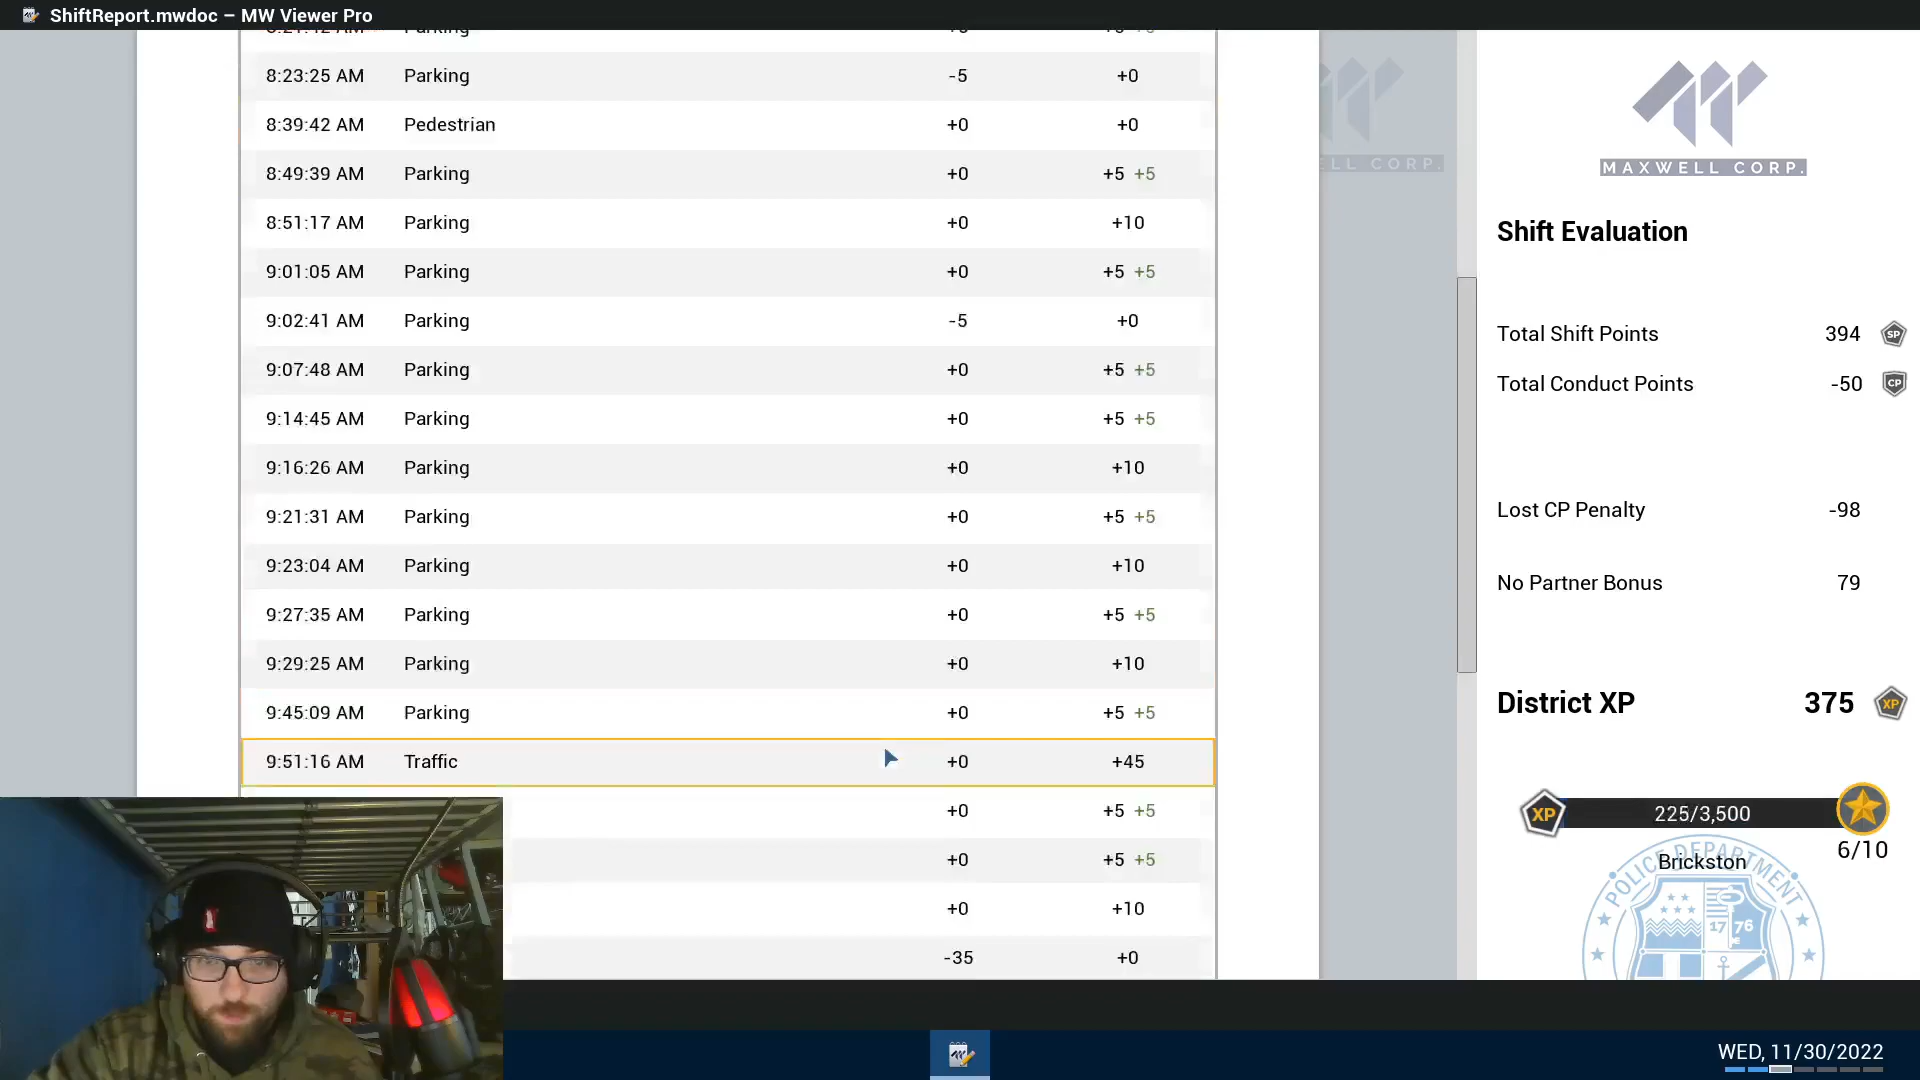 ShiftReport.mwdoc – MW Viewer Pro
8:21:42 AM Parking
8:23:25 AM Parking -5 +0
8:39:42 AM Pedestrian +0 +0
8:49:39 AM Parking +0 +5 +5
8:51:17 AM Parking +0 +10
9:01:05 AM Parking +0 +5 +5
9:02:41 AM Parking -5 +0
9:07:48 AM Parking +0 +5 +5
9:14:45 AM Parking +0 +5 +5
9:16:26 AM Parking +0 +10
9:21:31 AM Parking +0 +5 +5
9:23:04 AM Parking +0 +10
9:27:35 AM Parking +0 +5 +5
9:29:25 AM Parking +0 +10
9:45:09 AM Parking +0 +5 +5
9:51:16 AM Traffic +0 +45
+0 +5 +5
+0 +5 +5
+0 +10
-35 +0
LL CORP.
MAXWELL CORP.
Shift Evaluation
Total Shift Points 394 SP
Total Conduct Points -50 CP
Lost CP Penalty -98
No Partner Bonus 79
District XP 375 XP
XP 225/3,500
6/10
Brickston
POLICE DEPARTMENT
17 76
WED, 11/30/2022